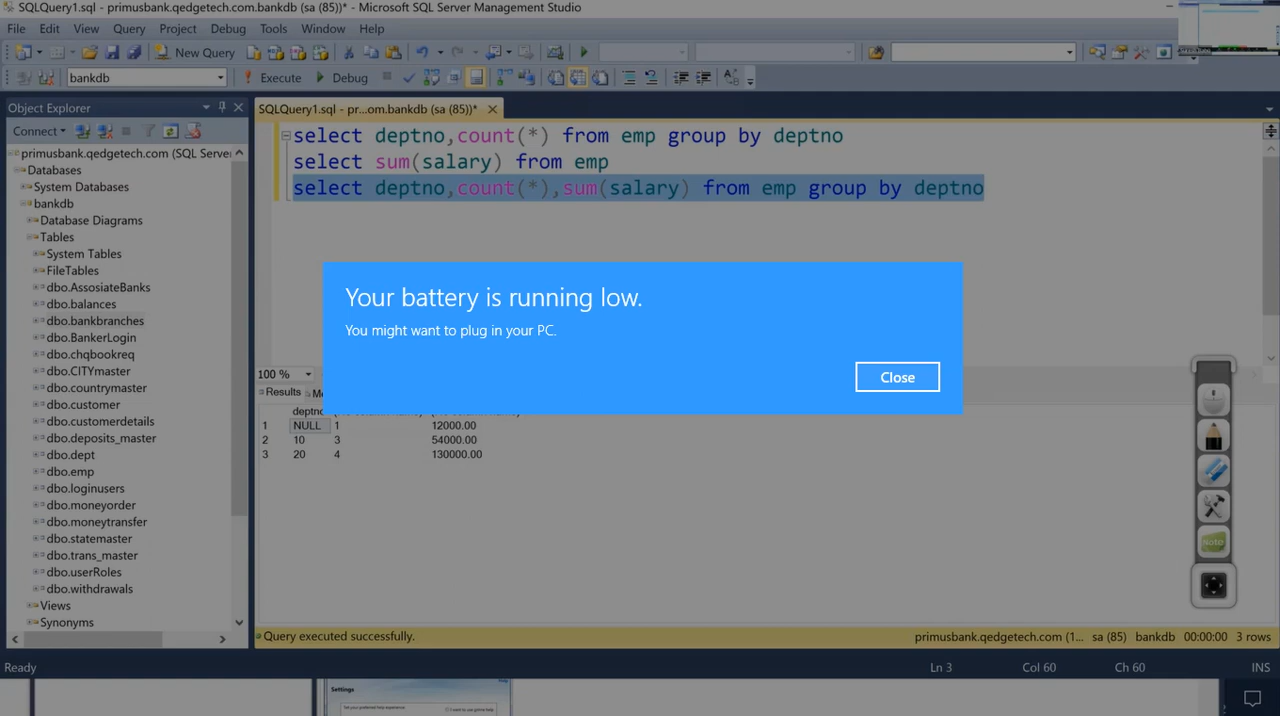 SQLQuery1.sql - primusbank.qedgetech.com.bankdb (sa (85))* - Microsoft SQL Server Management Studio
File Edit View Query Project Debug Tools Window Help
New Query
bankdb Execute Debug
Object Explorer
Connect
primusbank.qedgetech.com (SQL Serve
Databases
System Databases
bankdb
Database Diagrams
Tables
System Tables
FileTables
dbo.AssosiateBanks
dbo.balances
dbo.bankbranches
dbo.BankerLogin
dbo.chqbookreq
dbo.CITYmaster
dbo.countrymaster
dbo.customer
dbo.customerdetails
dbo.deposits_master
dbo.dept
dbo.emp
dbo.loginusers
dbo.moneyorder
dbo.moneytransfer
dbo.statemaster
dbo.trans_master
dbo.userRoles
dbo.withdrawals
Views
Synonyms
SQLQuery1.sql - pr...om.bankdb (sa (85))*
select deptno,count(*) from emp group by deptno
select sum(salary) from emp
select deptno,count(*),sum(salary) from emp group by deptno
Your battery is running low.
You might want to plug in your PC.
Close
100 %
Results
deptno
1 NULL 1 12000.00
2 10 3 54000.00
3 20 4 130000.00
Note
Query executed successfully. primusbank.qedgetech.com (1... sa (85) bankdb 00:00:00 3 rows
Ready Ln 3 Col 60 Ch 60 INS
Settings